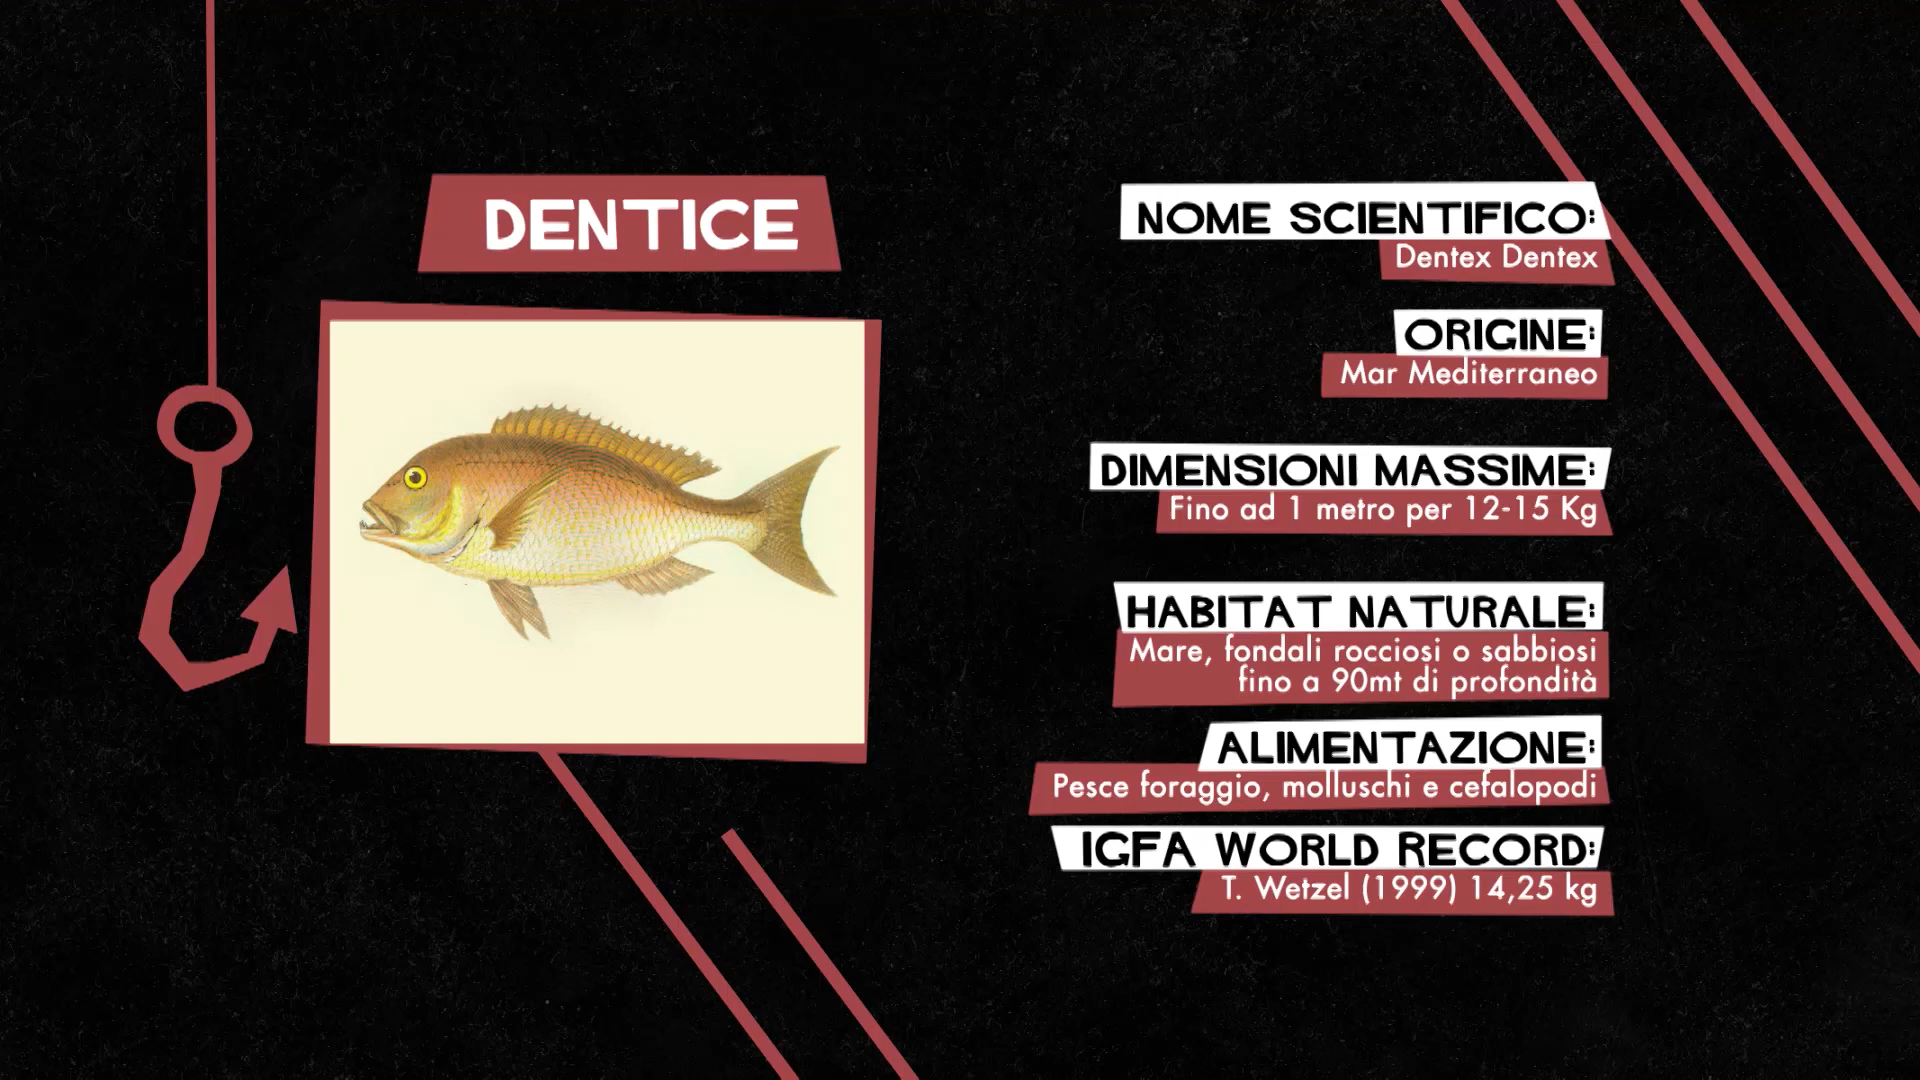 DENTICE
NOME SCIENTIFICO:
Dentex Dentex
ORIGINE:
Mar Mediterraneo
DIMENSIONI MASSIME:
Fino ad 1 metro per 12-15 Kg
HABITAT NATURALE:
Mare, fondali rocciosi o sabbiosi
fino a 90mt di profondità
ALIMENTAZIONE:
Pesce foraggio, molluschi e cefalopodi
IGFA WORLD RECORD:
T. Wetzel (1999) 14,25 kg